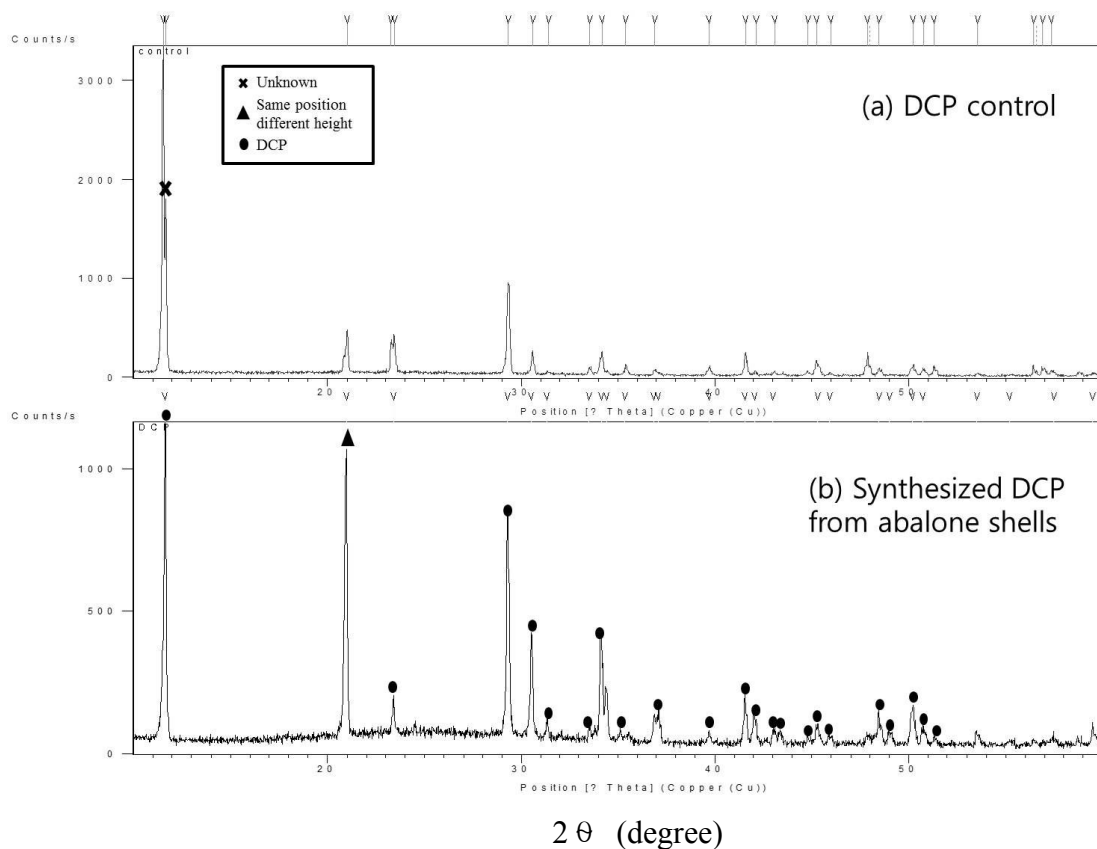 Counts/s
control
3000
2000
1000
0
✖ Unknown
▲ Same position
different height
● DCP
(a) DCP control
20
30
40
50
Position [? Theta] (Copper (Cu))
Counts/s
DCP
1000
500
0
(b) Synthesized DCP
from abalone shells
20
30
40
50
Position [? Theta] (Copper (Cu))
2 θ (degree)